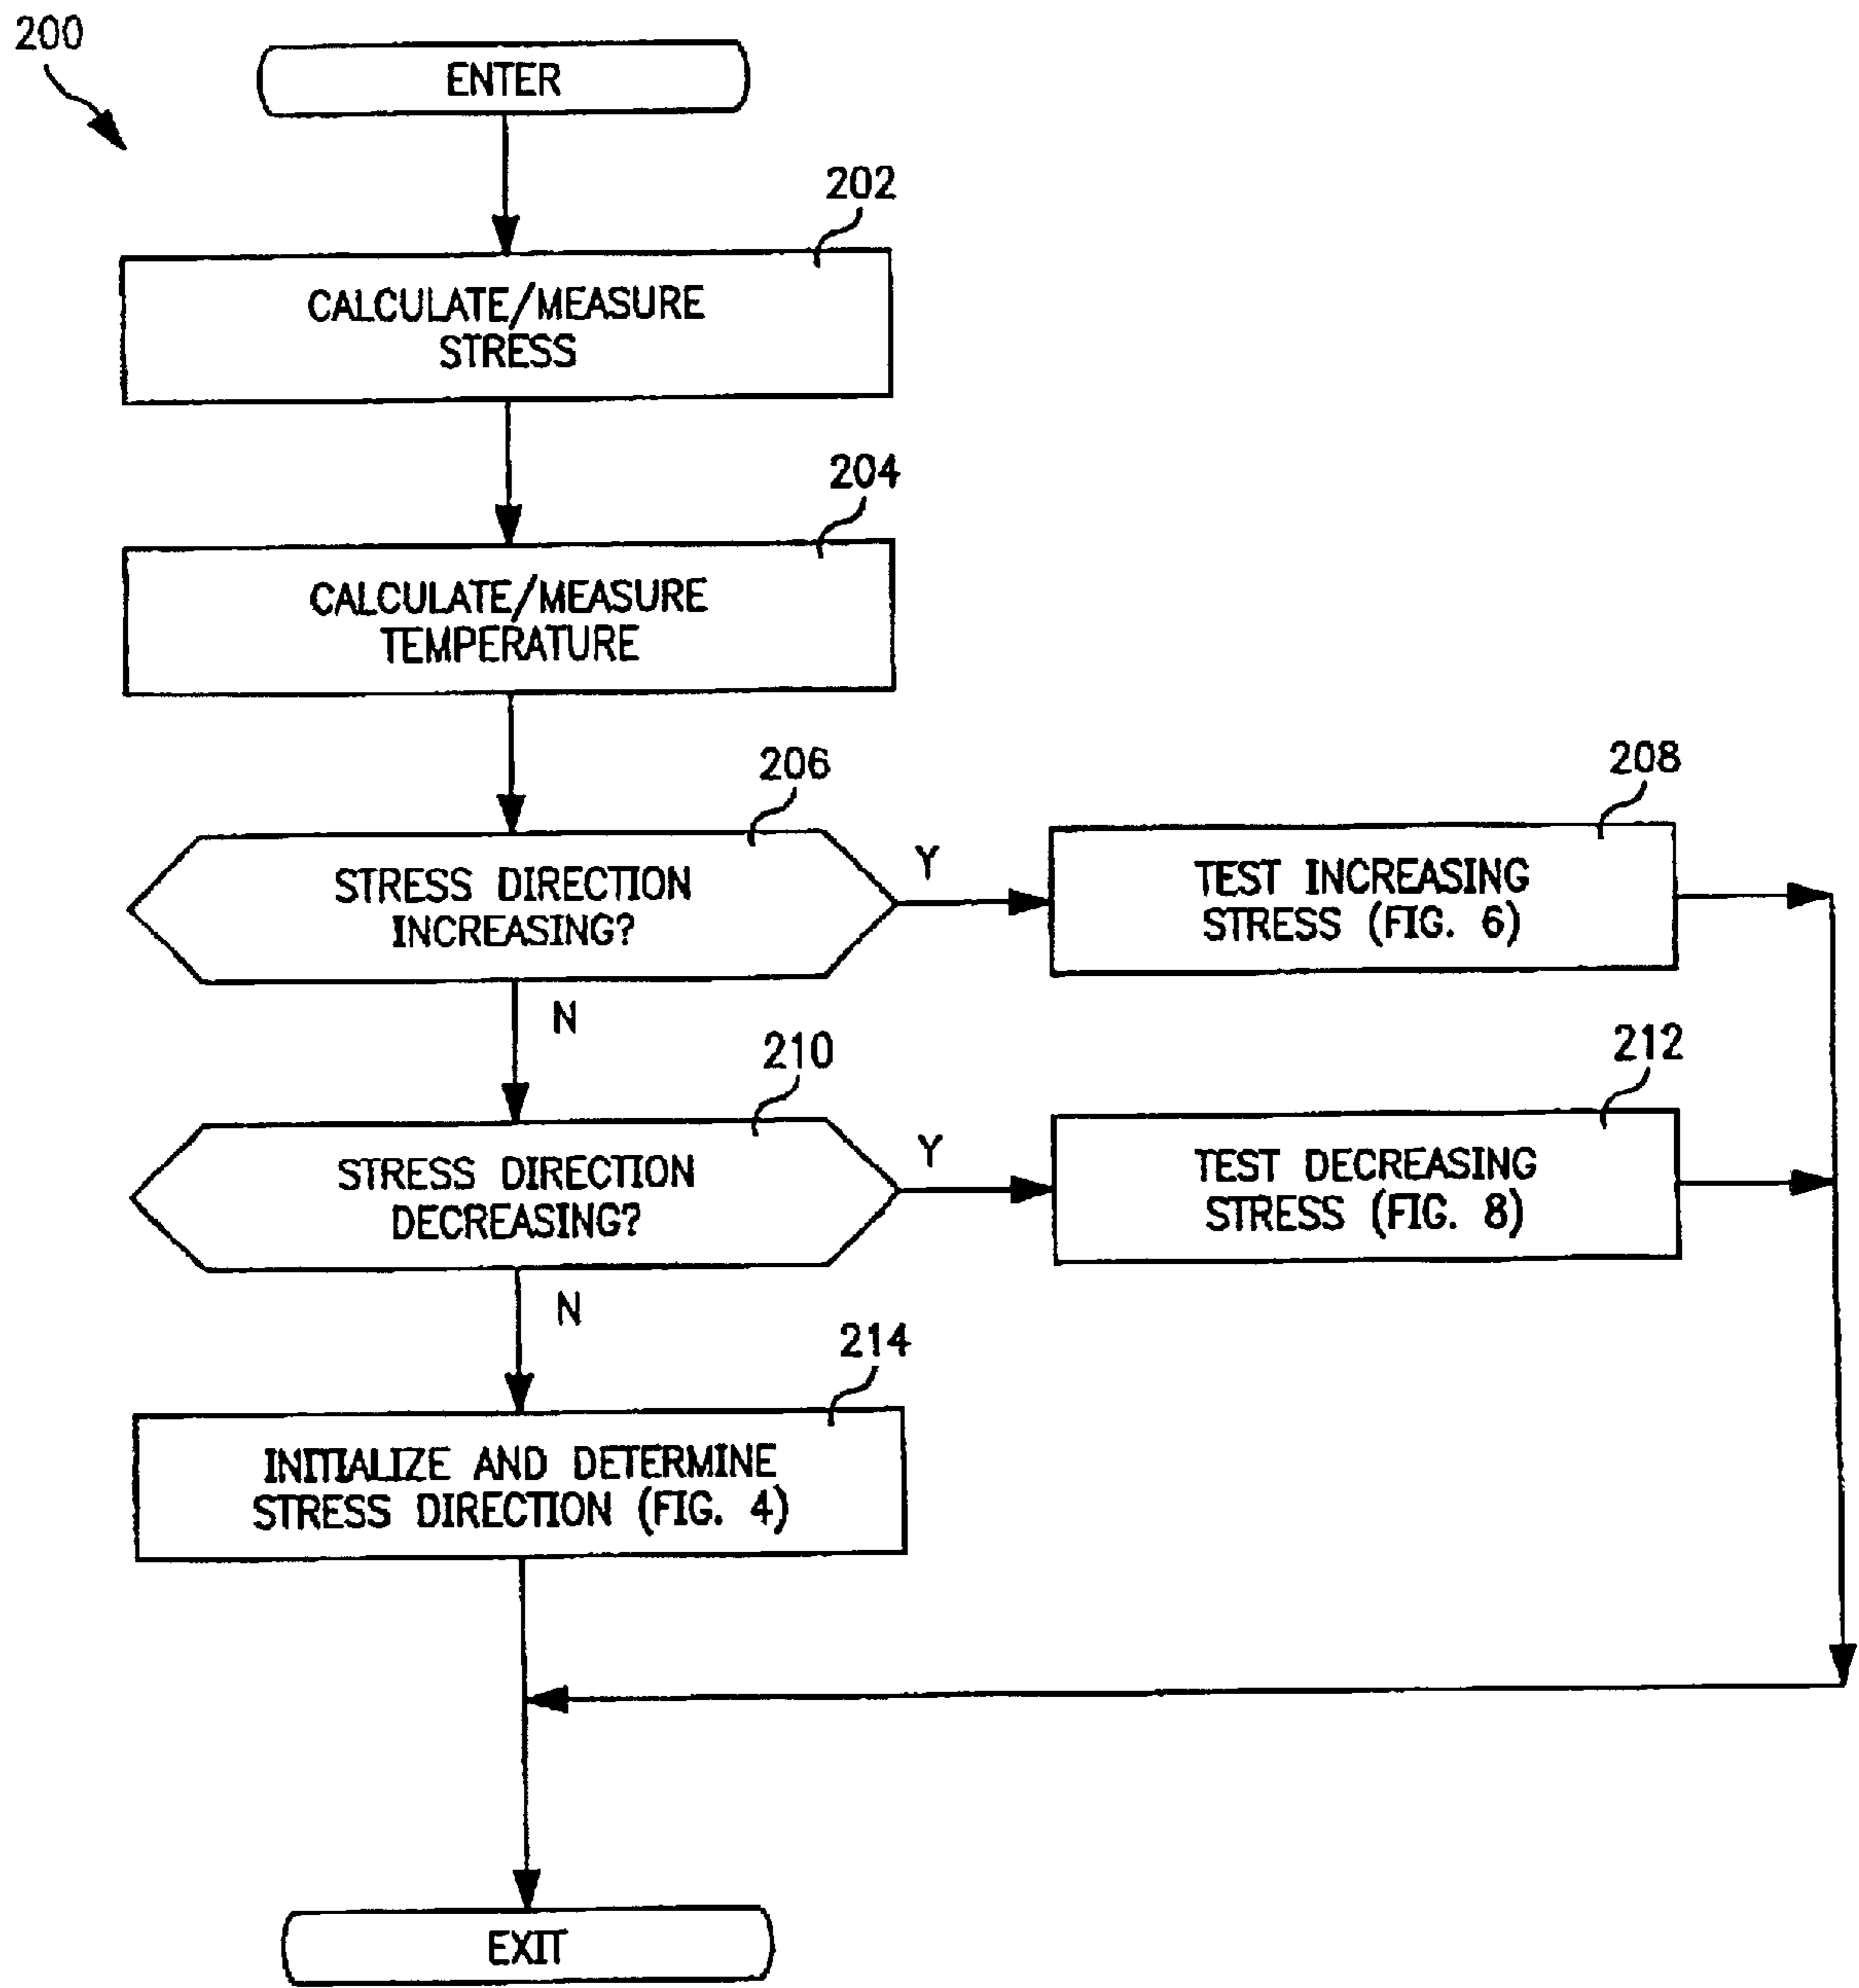 200
ENTER
202
CALCULATE/MEASURE
STRESS
204
CALCULATE/MEASURE
TEMPERATURE
206
STRESS DIRECTION
INCREASING?
Y
208
TEST INCREASING
STRESS (FIG. 6)
N
210
STRESS DIRECTION
DECREASING?
Y
212
TEST DECREASING
STRESS (FIG. 8)
N
214
INITIALIZE AND DETERMINE
STRESS DIRECTION (FIG. 4)
EXIT